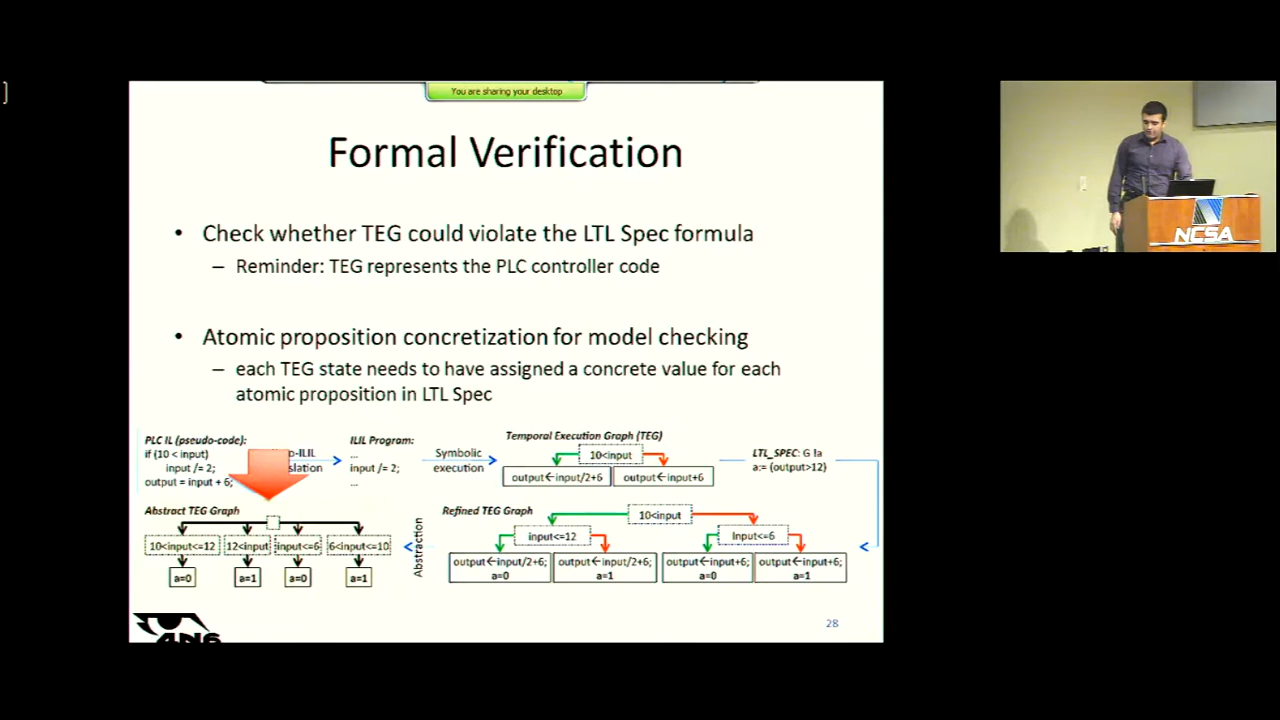 You are sharing your desktop
Formal Verification
• Check whether TEG could violate the LTL Spec formula
– Reminder: TEG represents the PLC controller code
• Atomic proposition concretization for model checking
– each TEG state needs to have assigned a concrete value for each
atomic proposition in LTL Spec
PLC IL (pseudo-code):
if (10 < input)
input /= 2;
output = input + 6;
-ILIL
ILIL Program:
...
input /= 2;
...
Symbolic
execution
Temporal Execution Graph (TEG)
10<input
output←input/2+6
output←input+6
LTL_SPEC: G !a
a:= (output>12)
Abstract TEG Graph
10<input<=12
12<input
input<=6
6<input<=10
a=0
a=1
a=0
a=1
Abstraction
Refined TEG Graph
10<input
input<=12
Input<=6
output←input/2+6;
a=0
output←input/2+6;
a=1
output←input+6;
a=0
output←input+6;
a=1
28
NCSA